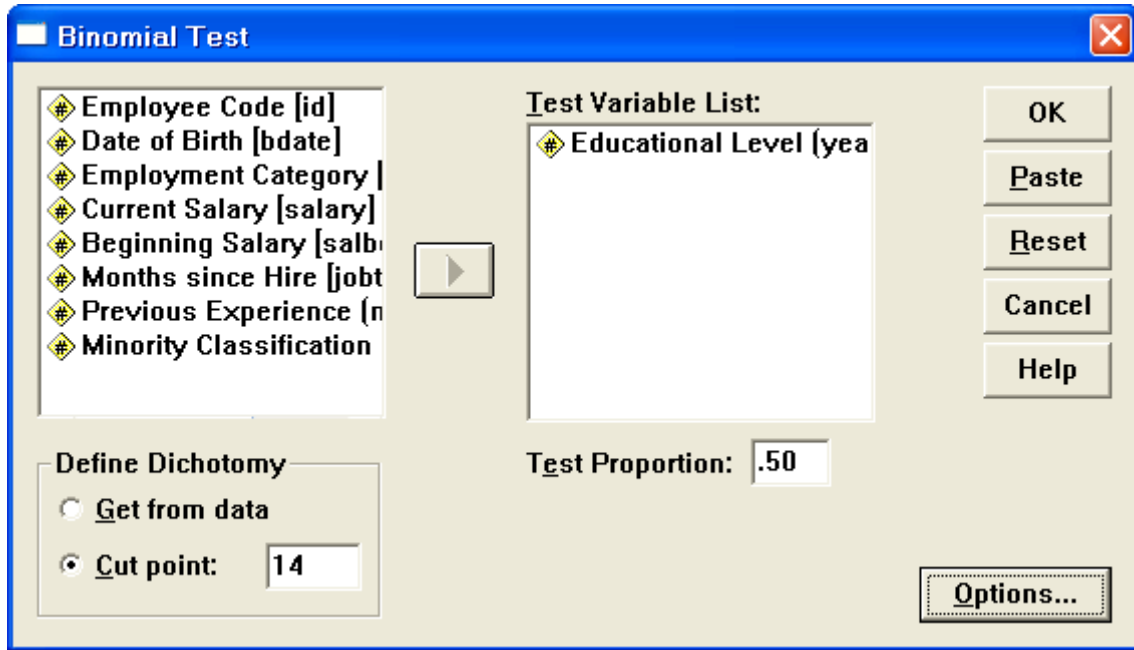 Binomial Test
Employee Code [id]
Date of Birth [bdate]
Employment Category [
Current Salary [salary]
Beginning Salary [salb
Months since Hire [jobt
Previous Experience (n
Minority Classification
Test Variable List:
Educational Level (yea
OK
Paste
Reset
Cancel
Help
Define Dichotomy
Get from data
Cut point: 14
Test Proportion: .50
Options...